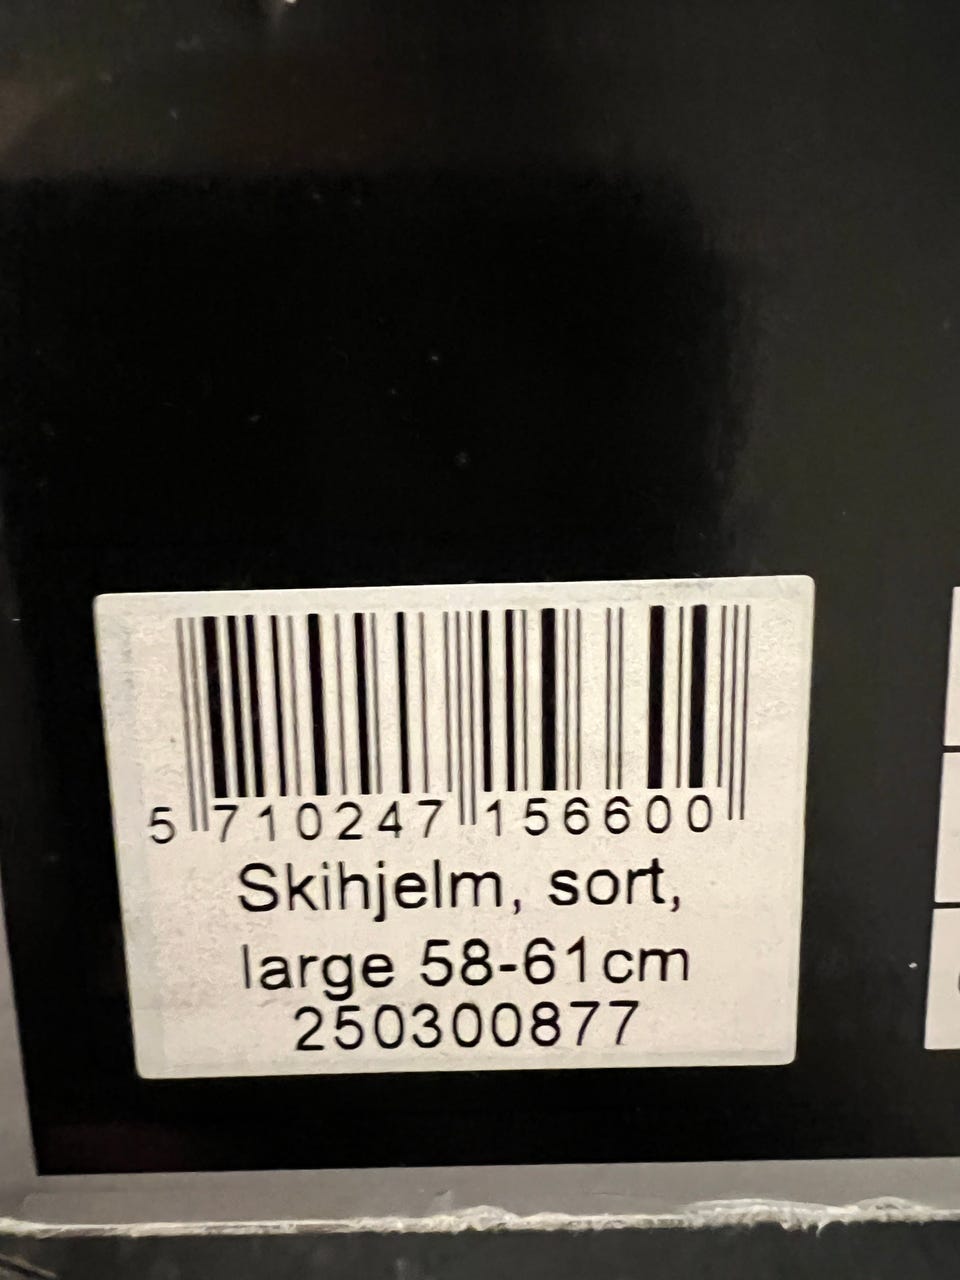 5 710247 156600
Skihjelm, sort,
large 58-61cm
250300877